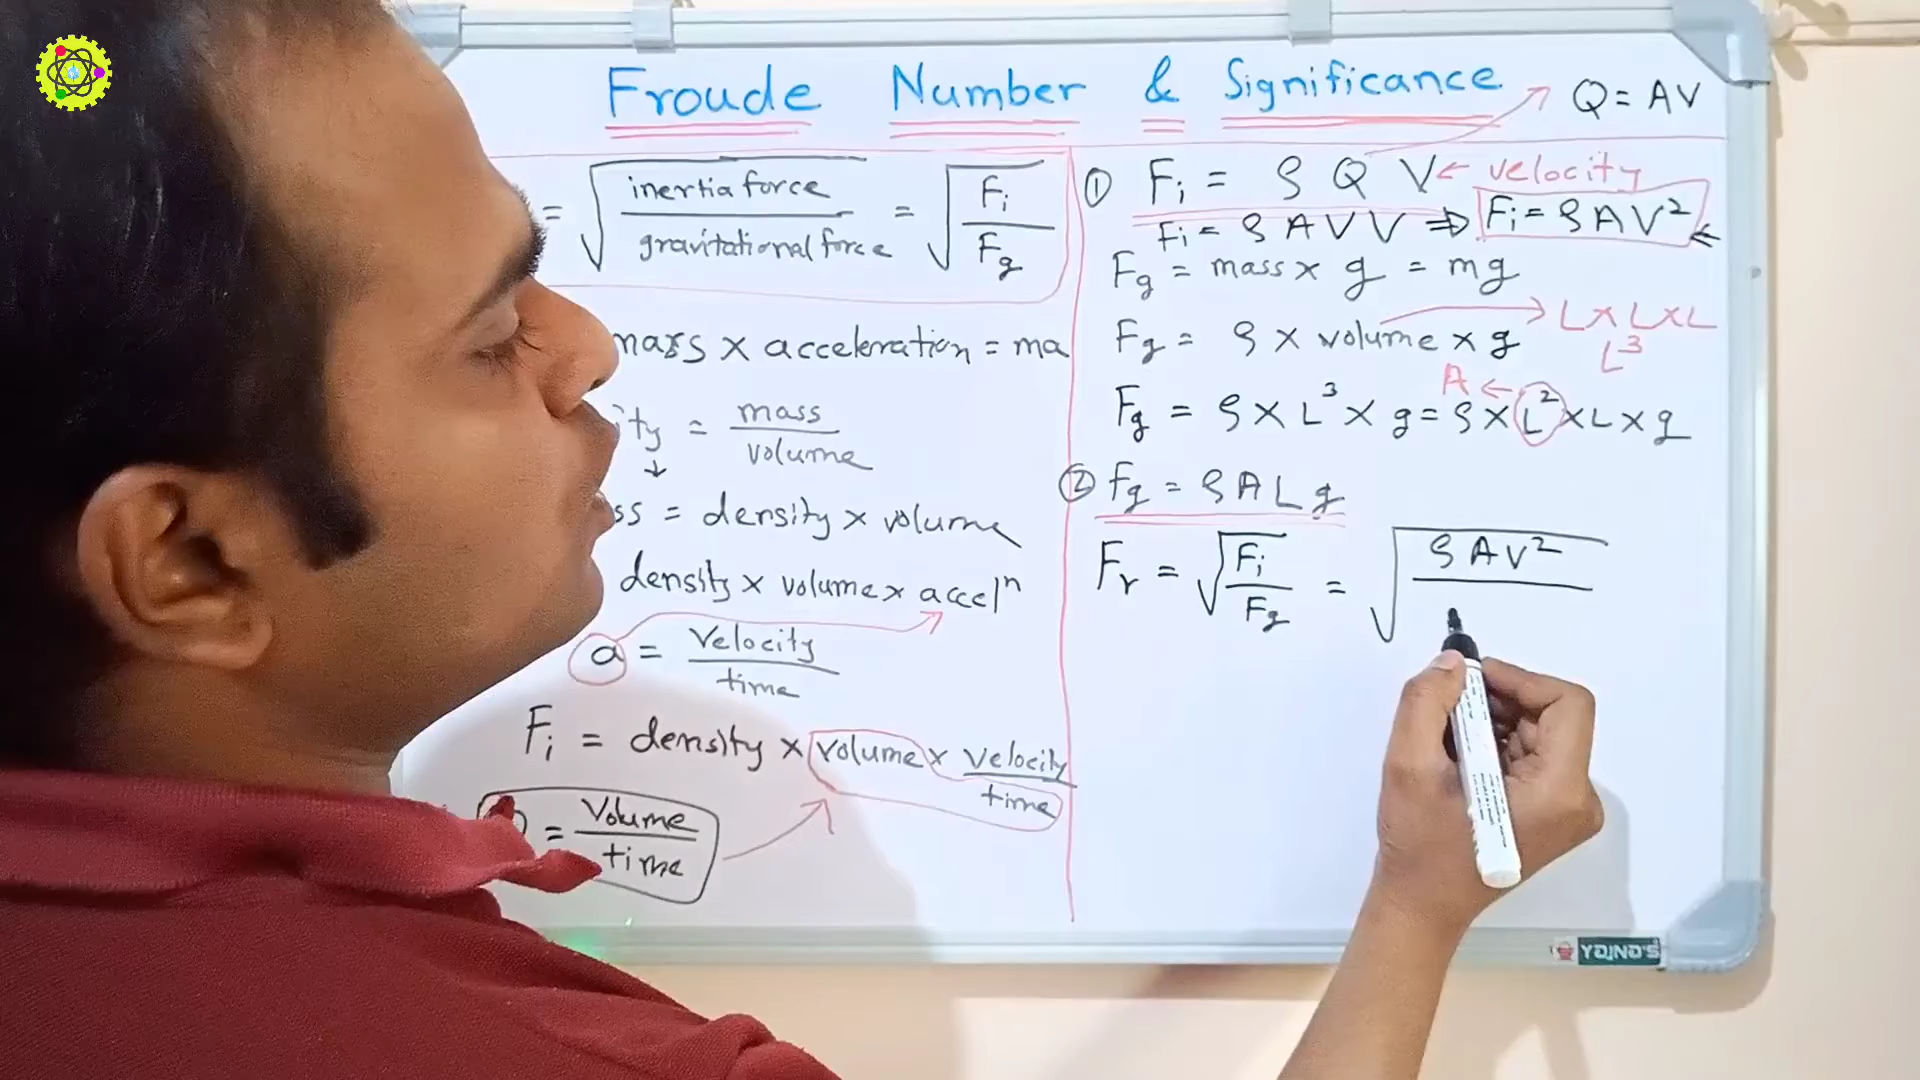 Froude Number & Significance
Q = AV
= √(inertia force / gravitational force) = √(Fi / Fg)
mass × acceleration = ma
ity = mass / volume
↓
ss = density × volume
density × volume × accelⁿ
a = Velocity / time
Fi = density × volume × velocity / time
= Volume / time
① Fi = ρ Q V ← velocity
Fi = ρ A V V ⇒ Fi = ρ A V² ←
Fg = mass × g = mg
Fg = ρ × volume × g → L×L×L
L³
A ←
Fg = ρ × L³ × g = ρ × L² × L × g
② Fg = ρ A L g
Fr = √(Fi / Fg) = √(ρ A V² /